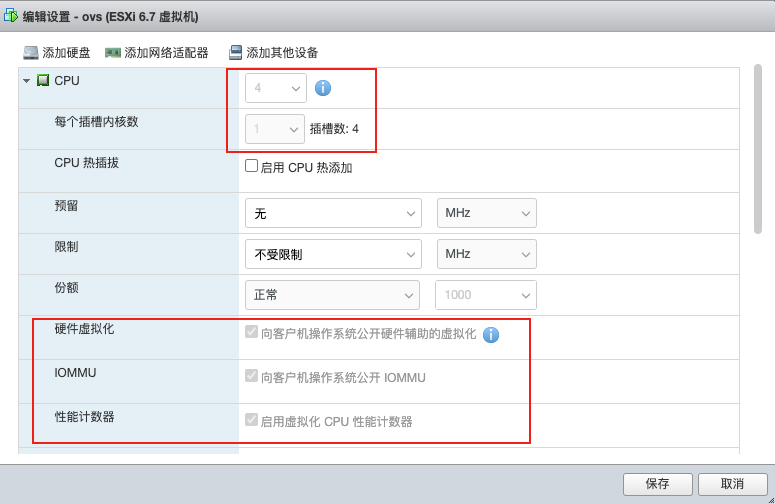 编辑设置 - ovs (ESXi 6.7 虚拟机)
添加硬盘 添加网络适配器 添加其他设备
CPU 4
每个插槽内核数 1 插槽数: 4
CPU 热插拔 启用 CPU 热添加
预留 无 MHz
限制 不受限制 MHz
份额 正常 1000
硬件虚拟化 向客户机操作系统公开硬件辅助的虚拟化
IOMMU 向客户机操作系统公开 IOMMU
性能计数器 启用虚拟化 CPU 性能计数器
保存 取消